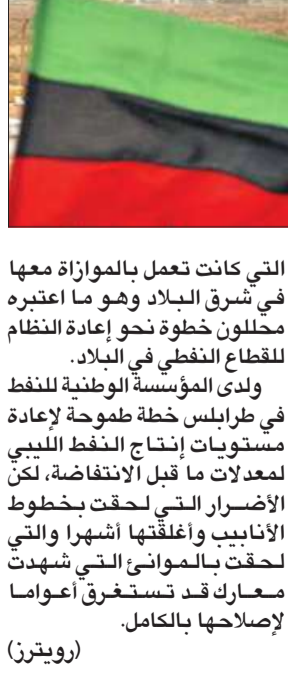 التي كانت تعمل بالموازاة معها
في شرق البلاد وهو ما اعتبره
محللون خطوة نحو إعادة النظام
للقطاع النفطي في البلاد.
ولدى المؤسسة الوطنية للنفط
في طرابلس خطة طموحة لإعادة
مستويات إنتاج النفط الليبي
لمعدلات ما قبل الانتفاضة، لكن
الأضرار التي لحقت بخطوط
الأنابيب وأغلقتها أشهرا والتي
لحقت بالموانئ التي شهدت
معارك قد تستغرق أعواما
لإصلاحها بالكامل.
(رويترز)